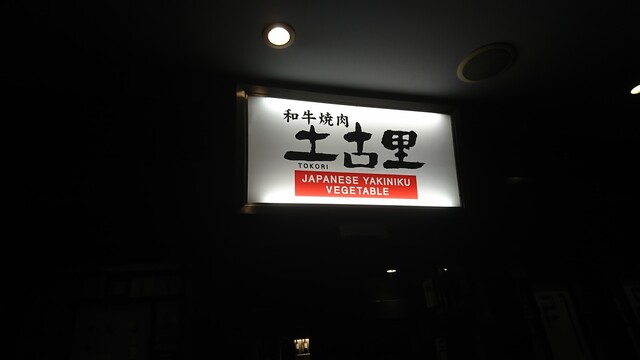 和牛焼肉
土古里
TOKORI
JAPANESE YAKINIKU
VEGETABLE